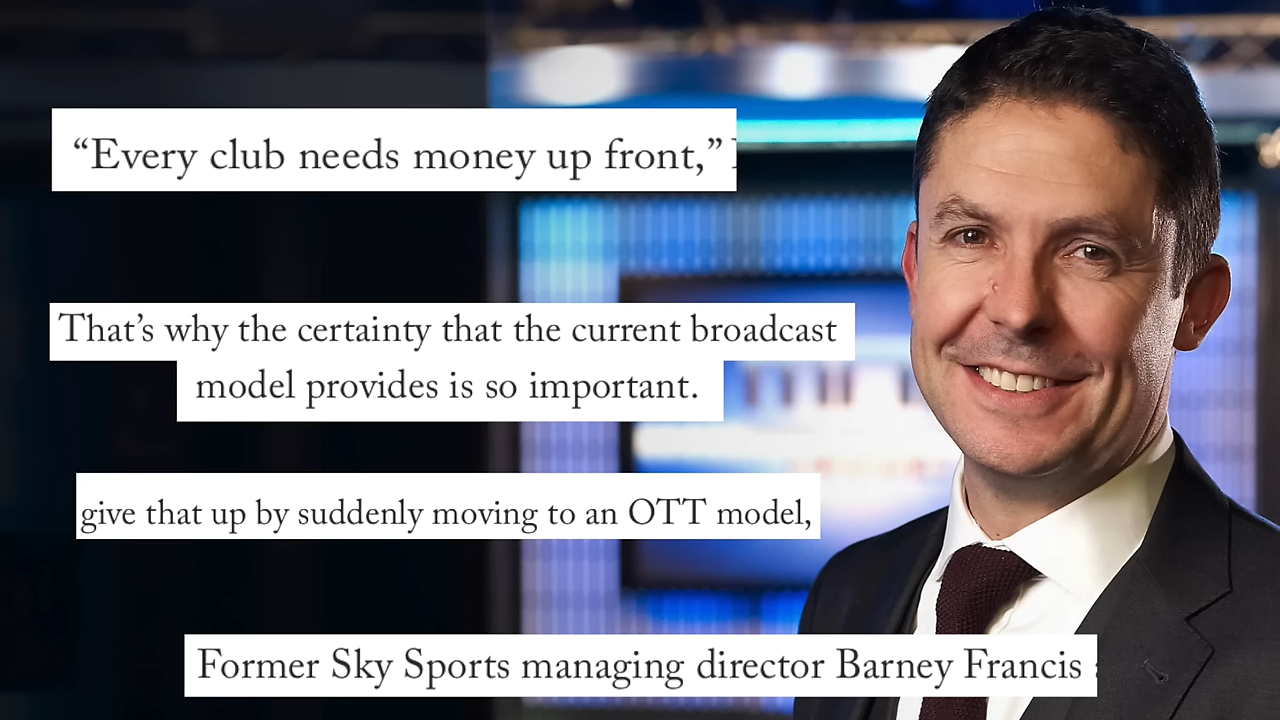 “Every club needs money up front,”
That’s why the certainty that the current broadcast
model provides is so important.
give that up by suddenly moving to an OTT model,
Former Sky Sports managing director Barney Francis